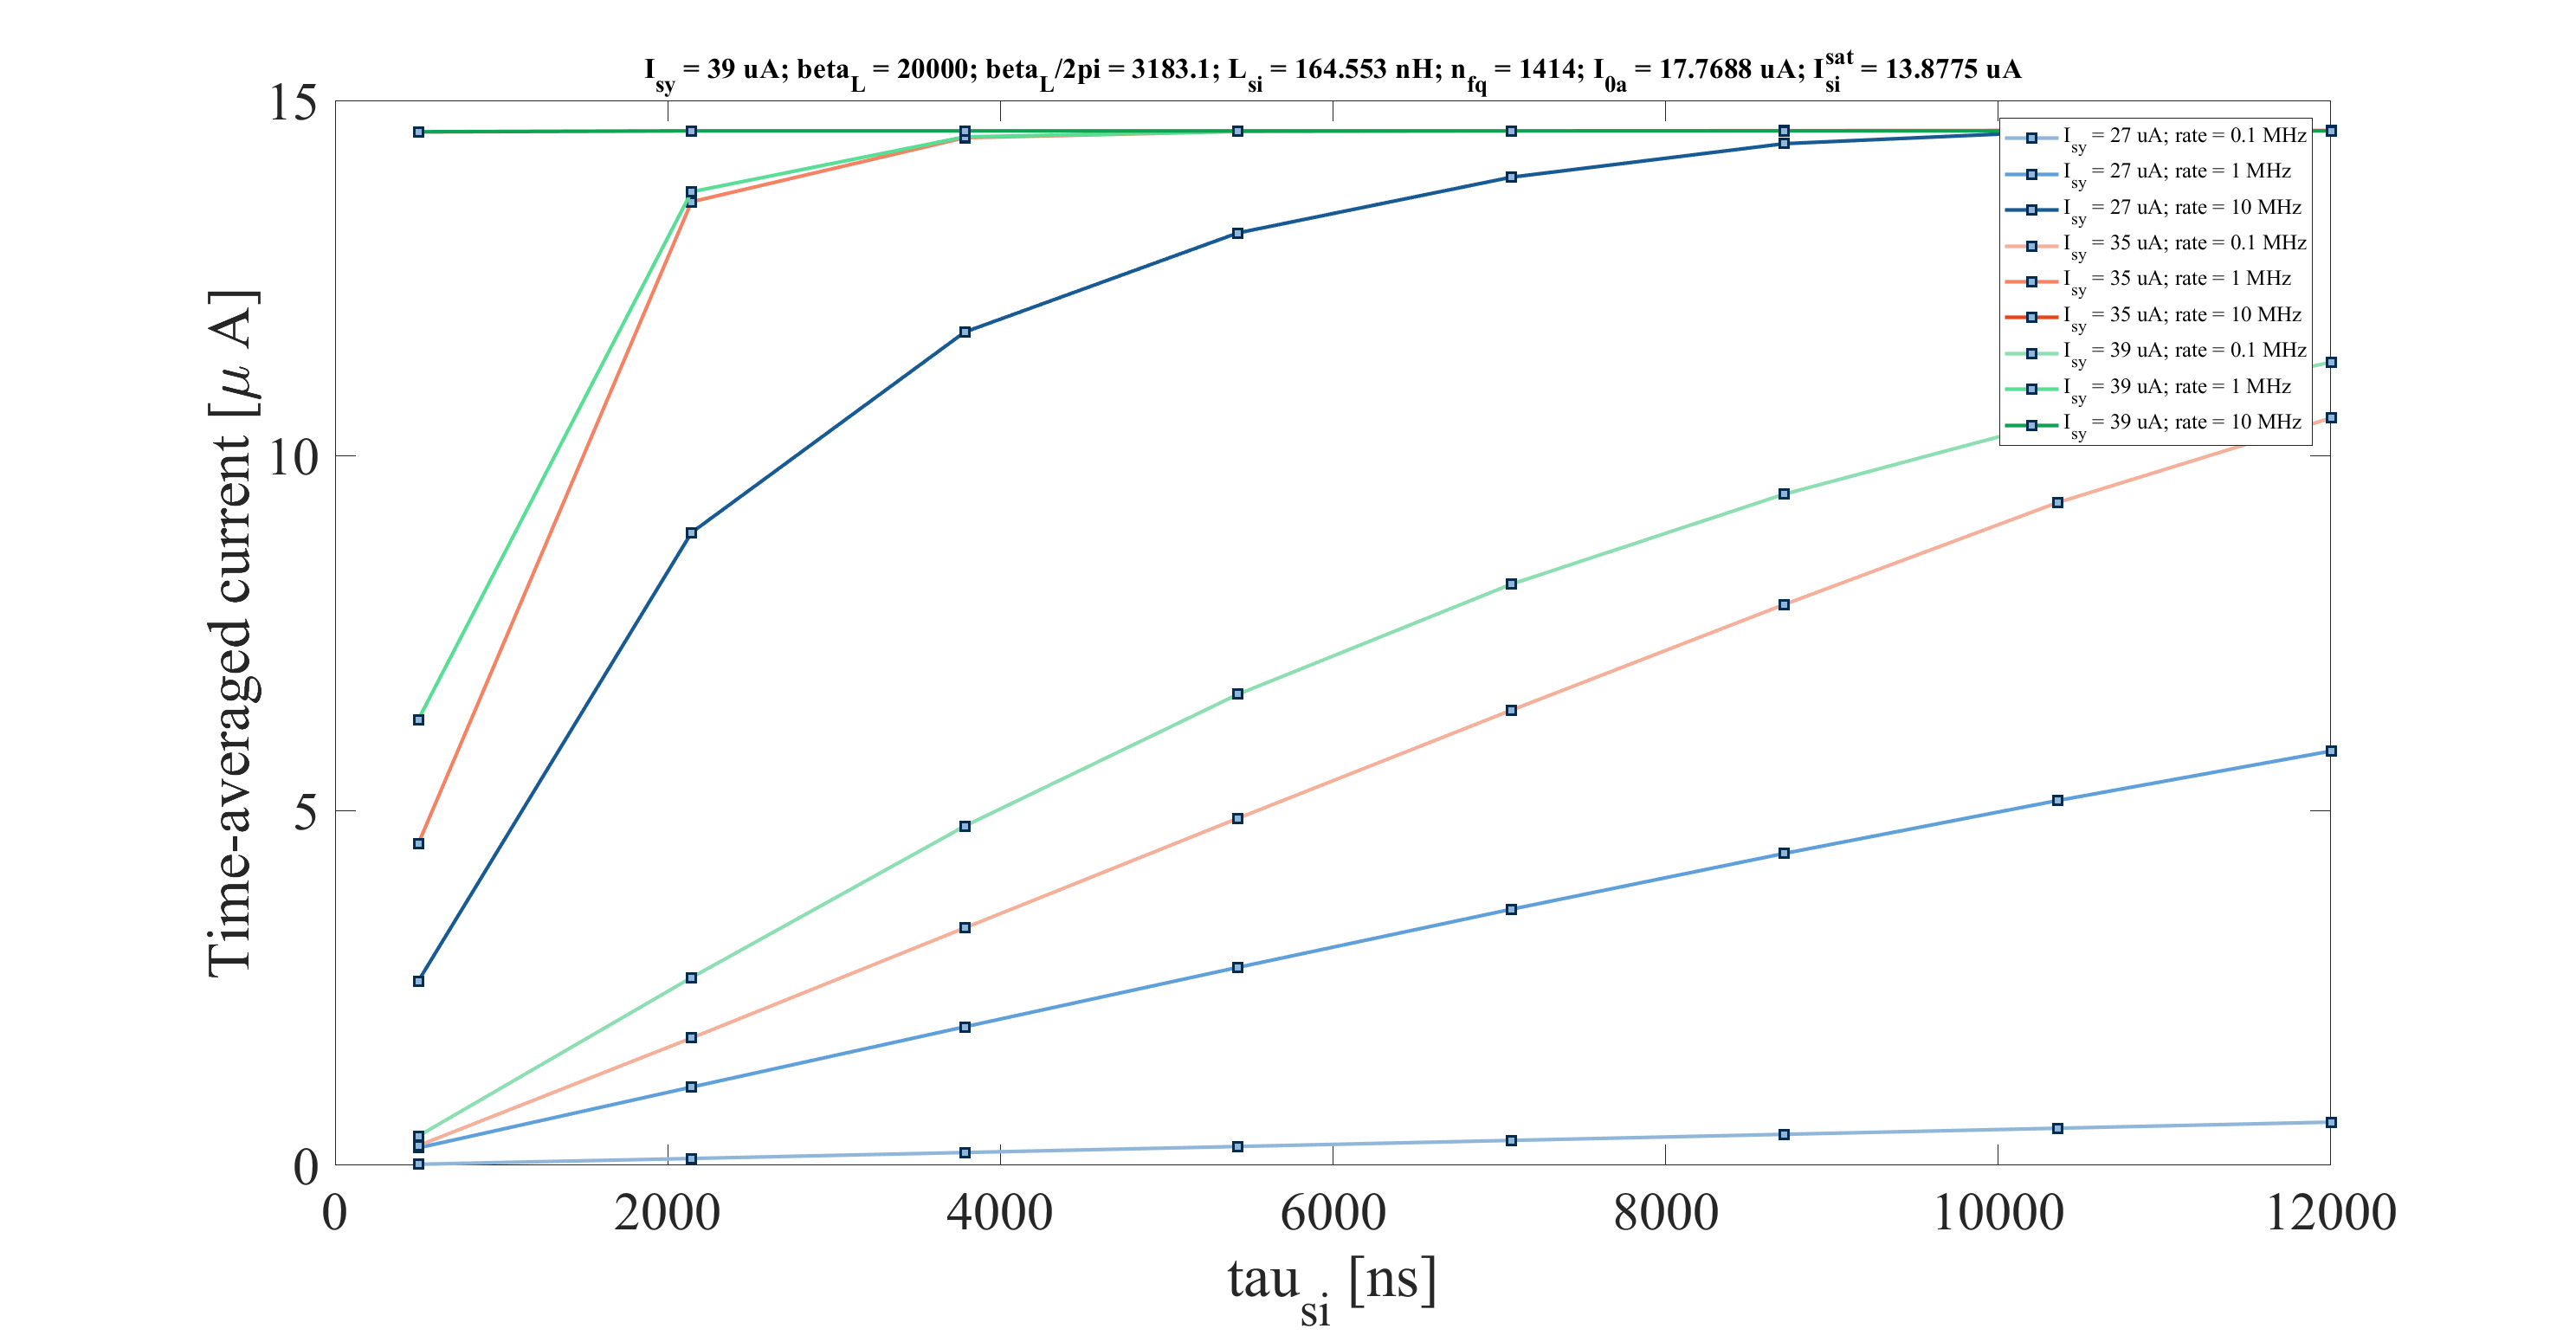 I_sy = 39 uA; beta_L = 20000; beta_L/2pi = 3183.1; L_si = 164.553 nH; n_fq = 1414; I_0a = 17.7688 uA; I_si^sat = 13.8775 uA
Time-averaged current [μ A]
15
10
5
0
I_sy = 27 uA; rate = 0.1 MHz
I_sy = 27 uA; rate = 1 MHz
I_sy = 27 uA; rate = 10 MHz
I_sy = 35 uA; rate = 0.1 MHz
I_sy = 35 uA; rate = 1 MHz
I_sy = 35 uA; rate = 10 MHz
I_sy = 39 uA; rate = 0.1 MHz
I_sy = 39 uA; rate = 1 MHz
I_sy = 39 uA; rate = 10 MHz
0 2000 4000 6000 8000 10000 12000
tau_si [ns]